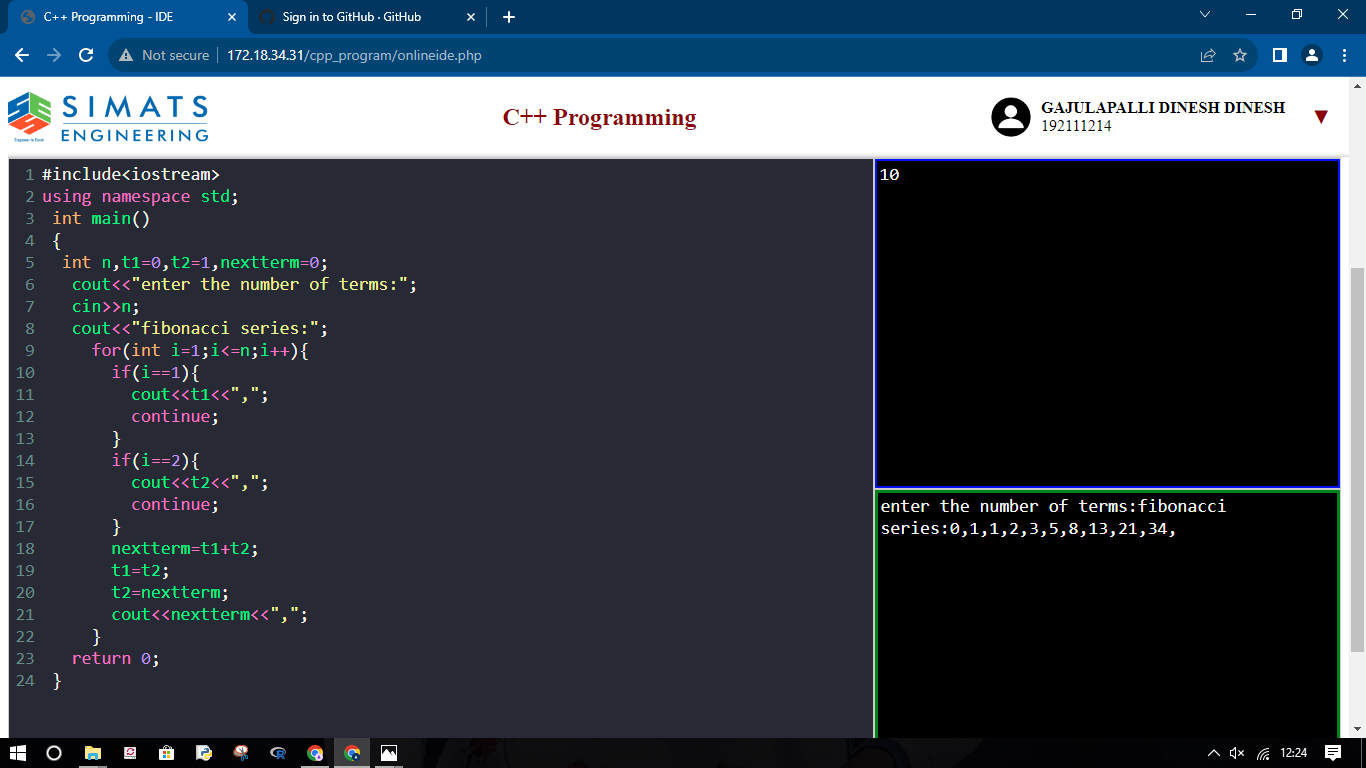 C++ Programming - IDE
Sign in to GitHub · GitHub
Not secure
172.18.34.31/cpp_program/onlineide.php
SIMATS
ENGINEERING
C++ Programming
GAJULAPALLI DINESH DINESH
192111214
1 #include<iostream>
2 using namespace std;
3 int main()
4 {
5 int n,t1=0,t2=1,nextterm=0;
6 cout<<"enter the number of terms:";
7 cin>>n;
8 cout<<"fibonacci series:";
9 for(int i=1;i<=n;i++){
10 if(i==1){
11 cout<<t1<<",";
12 continue;
13 }
14 if(i==2){
15 cout<<t2<<",";
16 continue;
17 }
18 nextterm=t1+t2;
19 t1=t2;
20 t2=nextterm;
21 cout<<nextterm<<",";
22 }
23 return 0;
24 }
10
enter the number of terms:fibonacci
series:0,1,1,2,3,5,8,13,21,34,
12:24